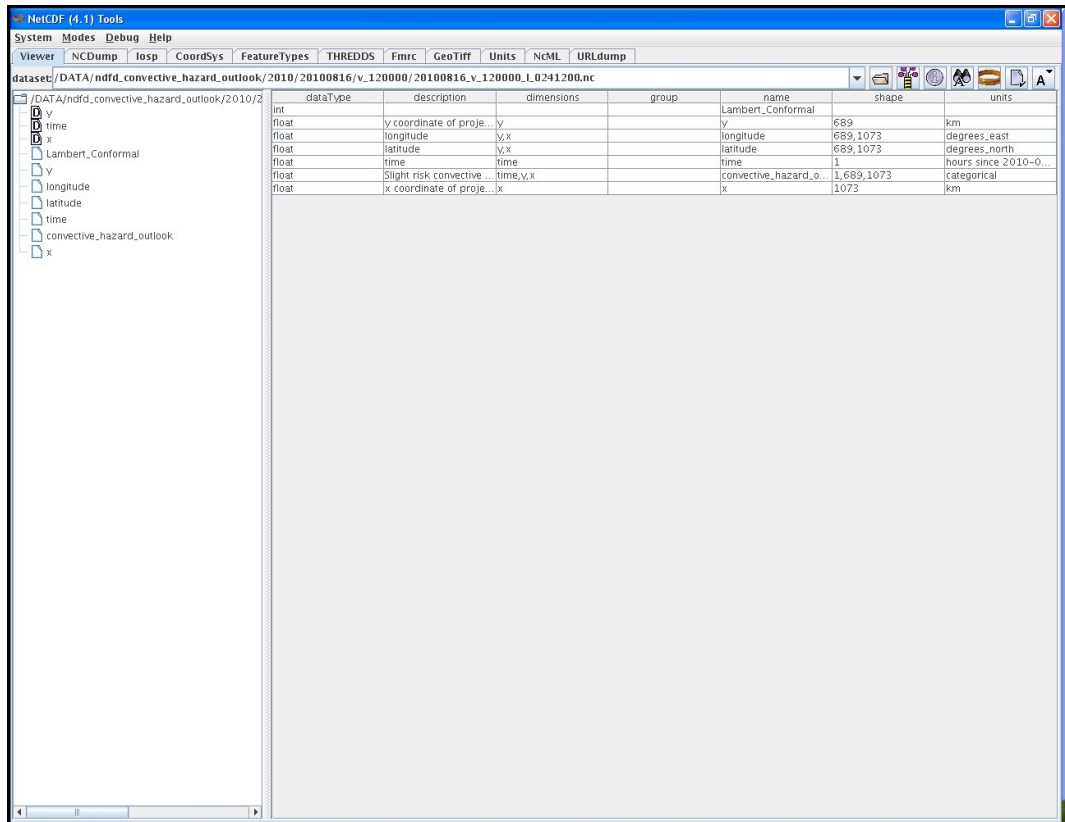 NetCDF (4.1) Tools
System Modes Debug Help
Viewer NCDump Iosp CoordSys FeatureTypes THREDDS Fmrc GeoTiff Units NcML URLdump
dataset: /DATA/ndfd_convective_hazard_outlook/2010/20100816/v_120000/20100816_v_120000_l_0241200.nc
A
/DATA/ndfd_convective_hazard_outlook/2010/2
D y
D time
D x
Lambert_Conformal
y
longitude
latitude
time
convective_hazard_outlook
x
dataType description dimensions group name shape units
int Lambert_Conformal
float y coordinate of proje... y y 689 km
float longitude y,x longitude 689,1073 degrees_east
float latitude y,x latitude 689,1073 degrees_north
float time time time 1 hours since 2010-0...
float Slight risk convective ... time,y,x convective_hazard_o... 1,689,1073 categorical
float x coordinate of proje... x x 1073 km